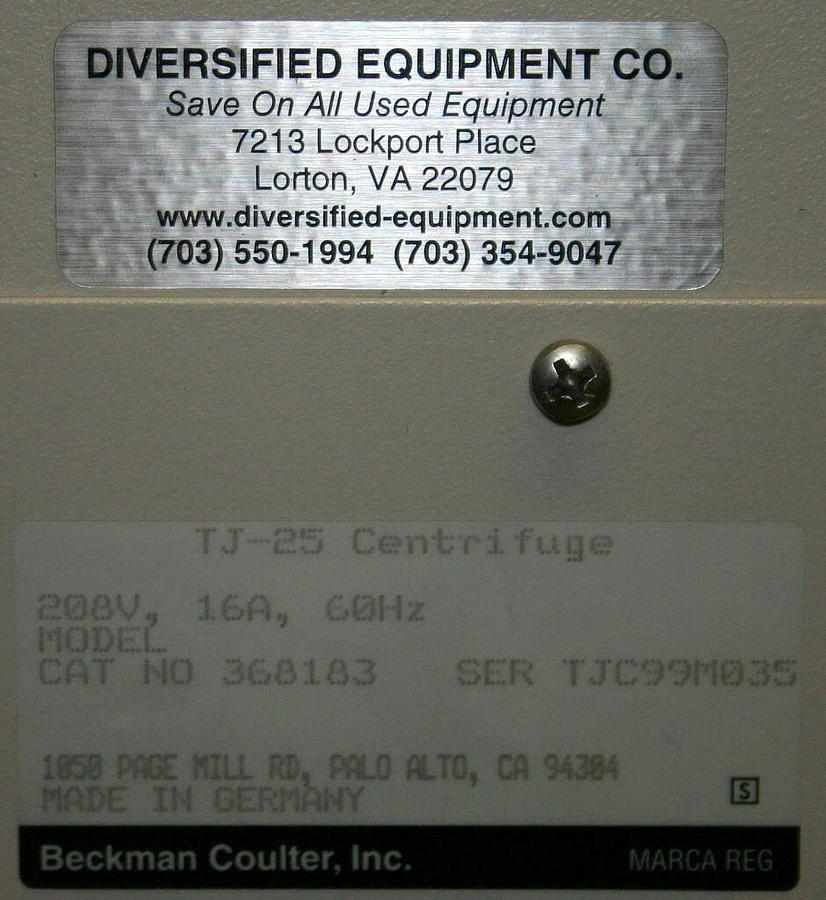 DIVERSIFIED EQUIPMENT CO.
Save On All Used Equipment
7213 Lockport Place
Lorton, VA 22079
www.diversified-equipment.com
(703) 550-1994 (703) 354-9047
TJ-25 Centrifuge
208V, 16A, 60Hz
MODEL
CAT NO 368183 SER TJC99M035
1050 PAGE MILL RD, PALO ALTO, CA 94304
MADE IN GERMANY
S
Beckman Coulter, Inc. MARCA REG